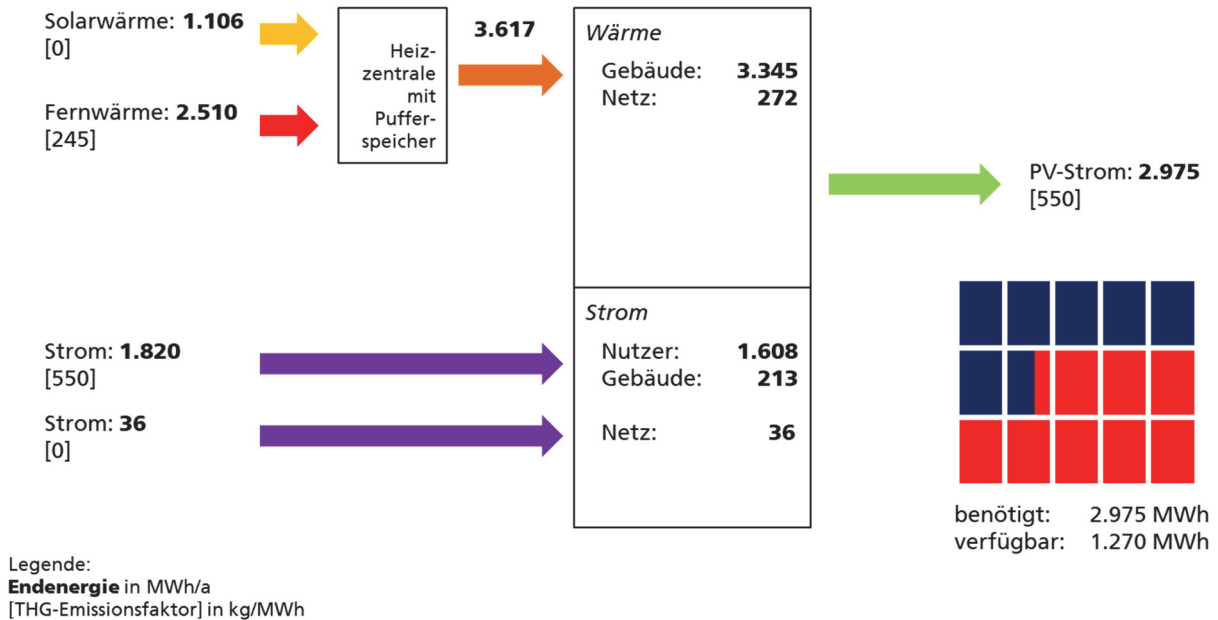 Solarwärme: 1.106
[0]
Fernwärme: 2.510
[245]
Heiz-
zentrale
mit
Puffer-
speicher
3.617
Wärme
Gebäude: 3.345
Netz: 272
PV-Strom: 2.975
[550]
Strom: 1.820
[550]
Strom: 36
[0]
Strom
Nutzer: 1.608
Gebäude: 213
Netz: 36
benötigt: 2.975 MWh
verfügbar: 1.270 MWh
Legende:
Endenergie in MWh/a
[THG-Emissionsfaktor] in kg/MWh